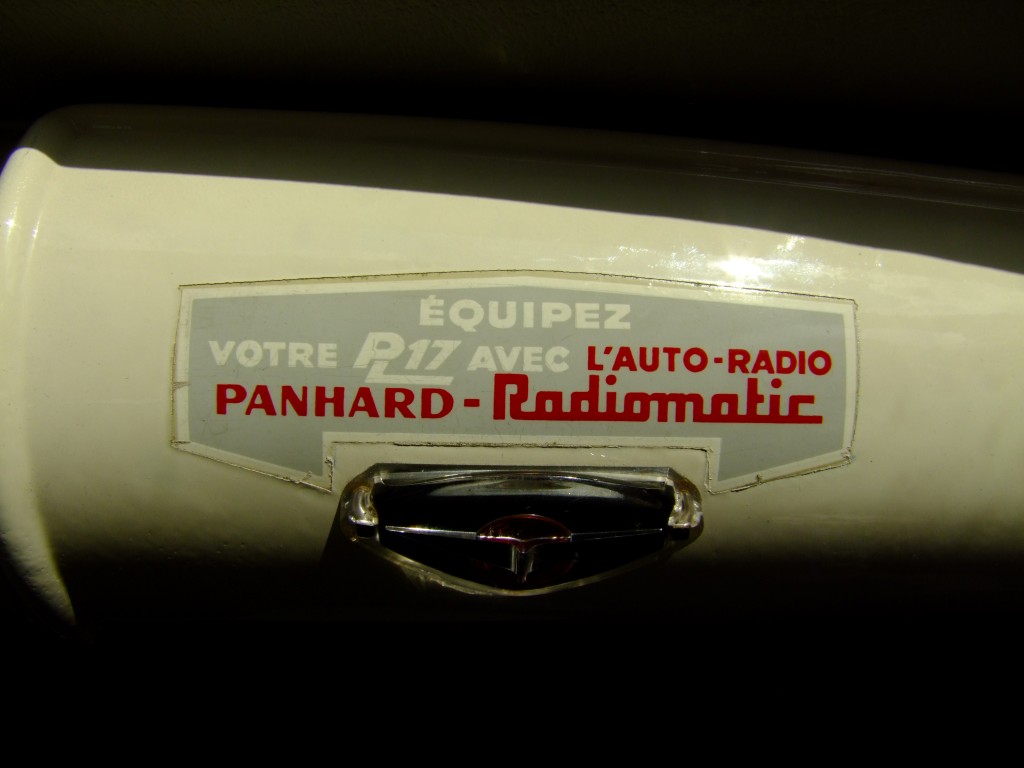 ÉQUIPEZ
VOTRE PL17 AVEC L'AUTO-RADIO
PANHARD - Radiomatic